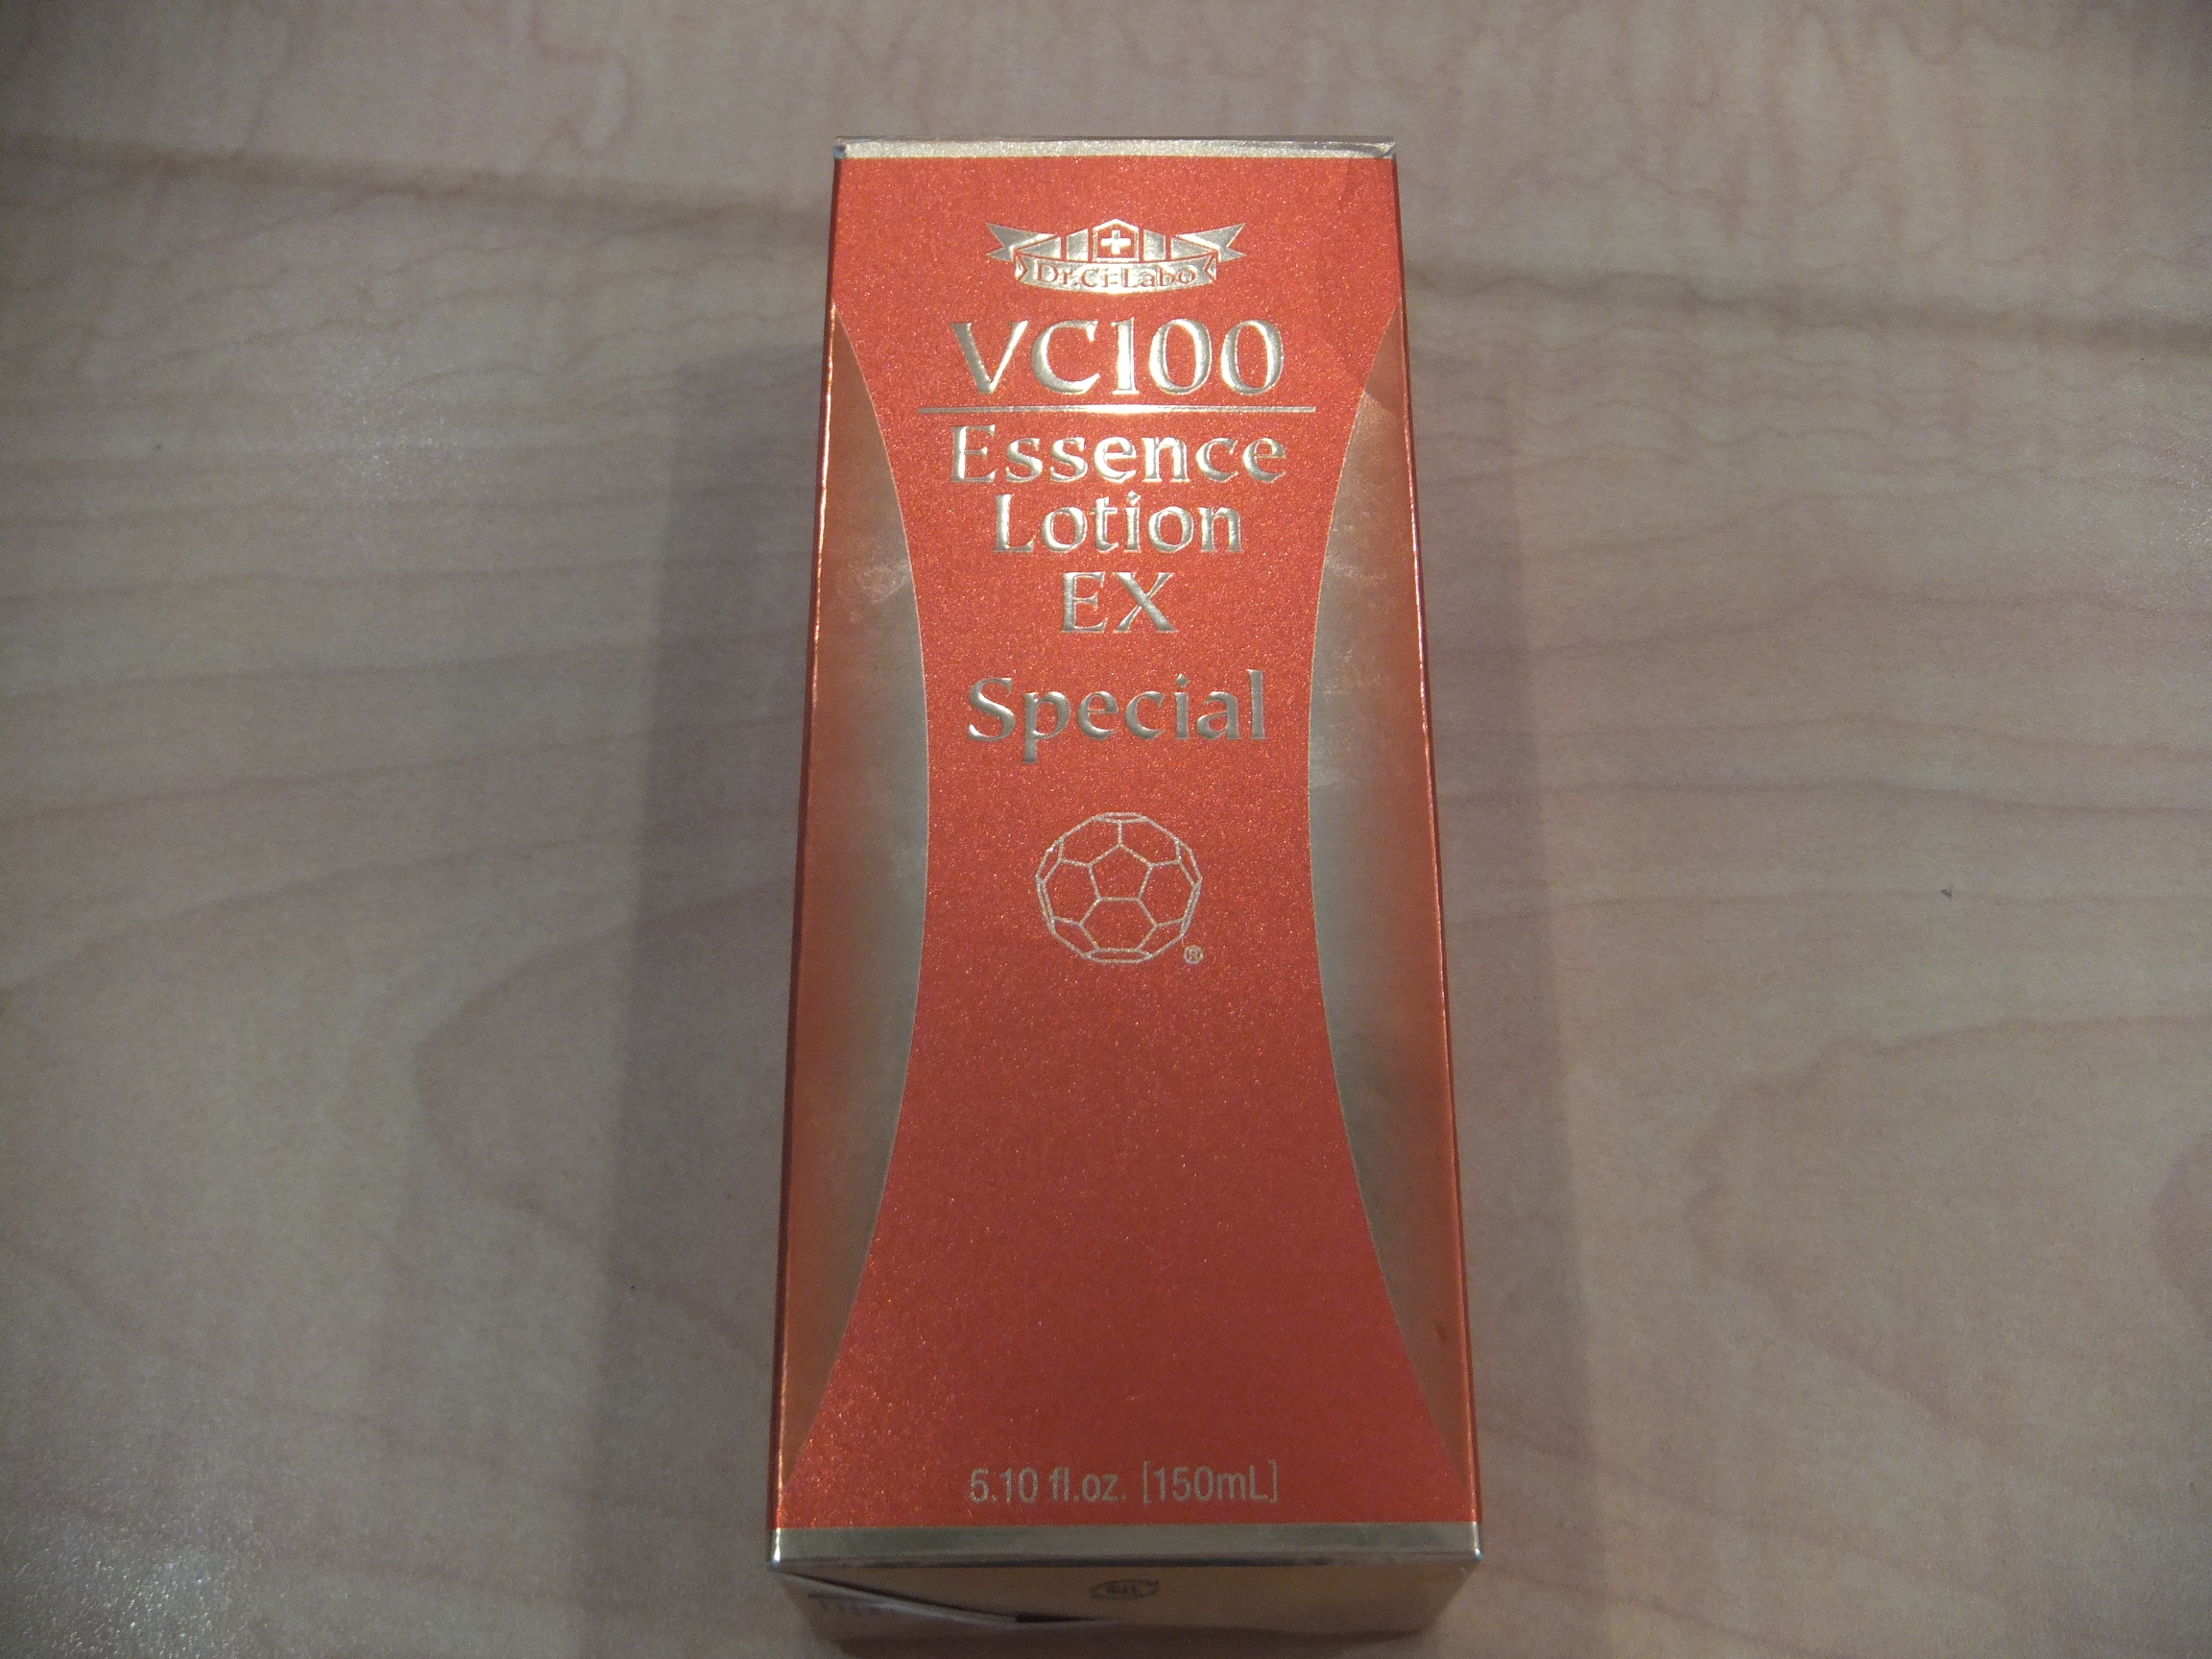 Dr.Ci:Labo
VC100
Essence
Lotion
EX
Special
®
5.10 fl.oz. [150mL]